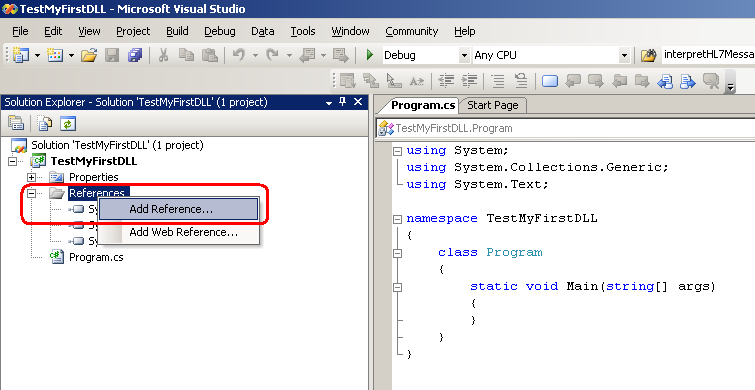 TestMyFirstDLL - Microsoft Visual Studio
File Edit View Project Build Debug Data Tools Window Community Help
Debug Any CPU interpretHL7Messa
Solution Explorer - Solution 'TestMyFirstDLL' (1 project)
Solution 'TestMyFirstDLL' (1 project)
TestMyFirstDLL
Properties
References
Sy
Add Reference...
Sy
Add Web Reference...
Sy
Program.cs
Program.cs Start Page
TestMyFirstDLL.Program
using System;
using System.Collections.Generic;
using System.Text;
namespace TestMyFirstDLL
{
class Program
{
static void Main(string[] args)
{
}
}
}